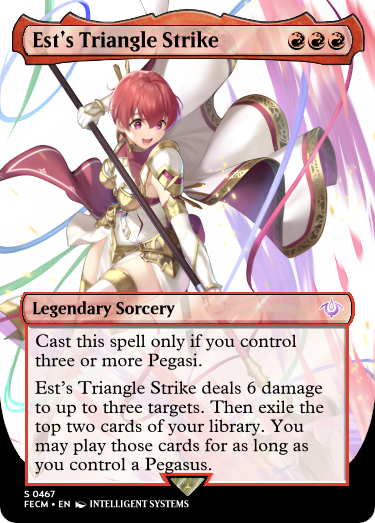 Est's Triangle Strike
Legendary Sorcery
Cast this spell only if you control
three or more Pegasi.
Est's Triangle Strike deals 6 damage
to up to three targets. Then exile the
top two cards of your library. You
may play those cards for as long as
you control a Pegasus.
S 0467
FECM • EN INTELLIGENT SYSTEMS